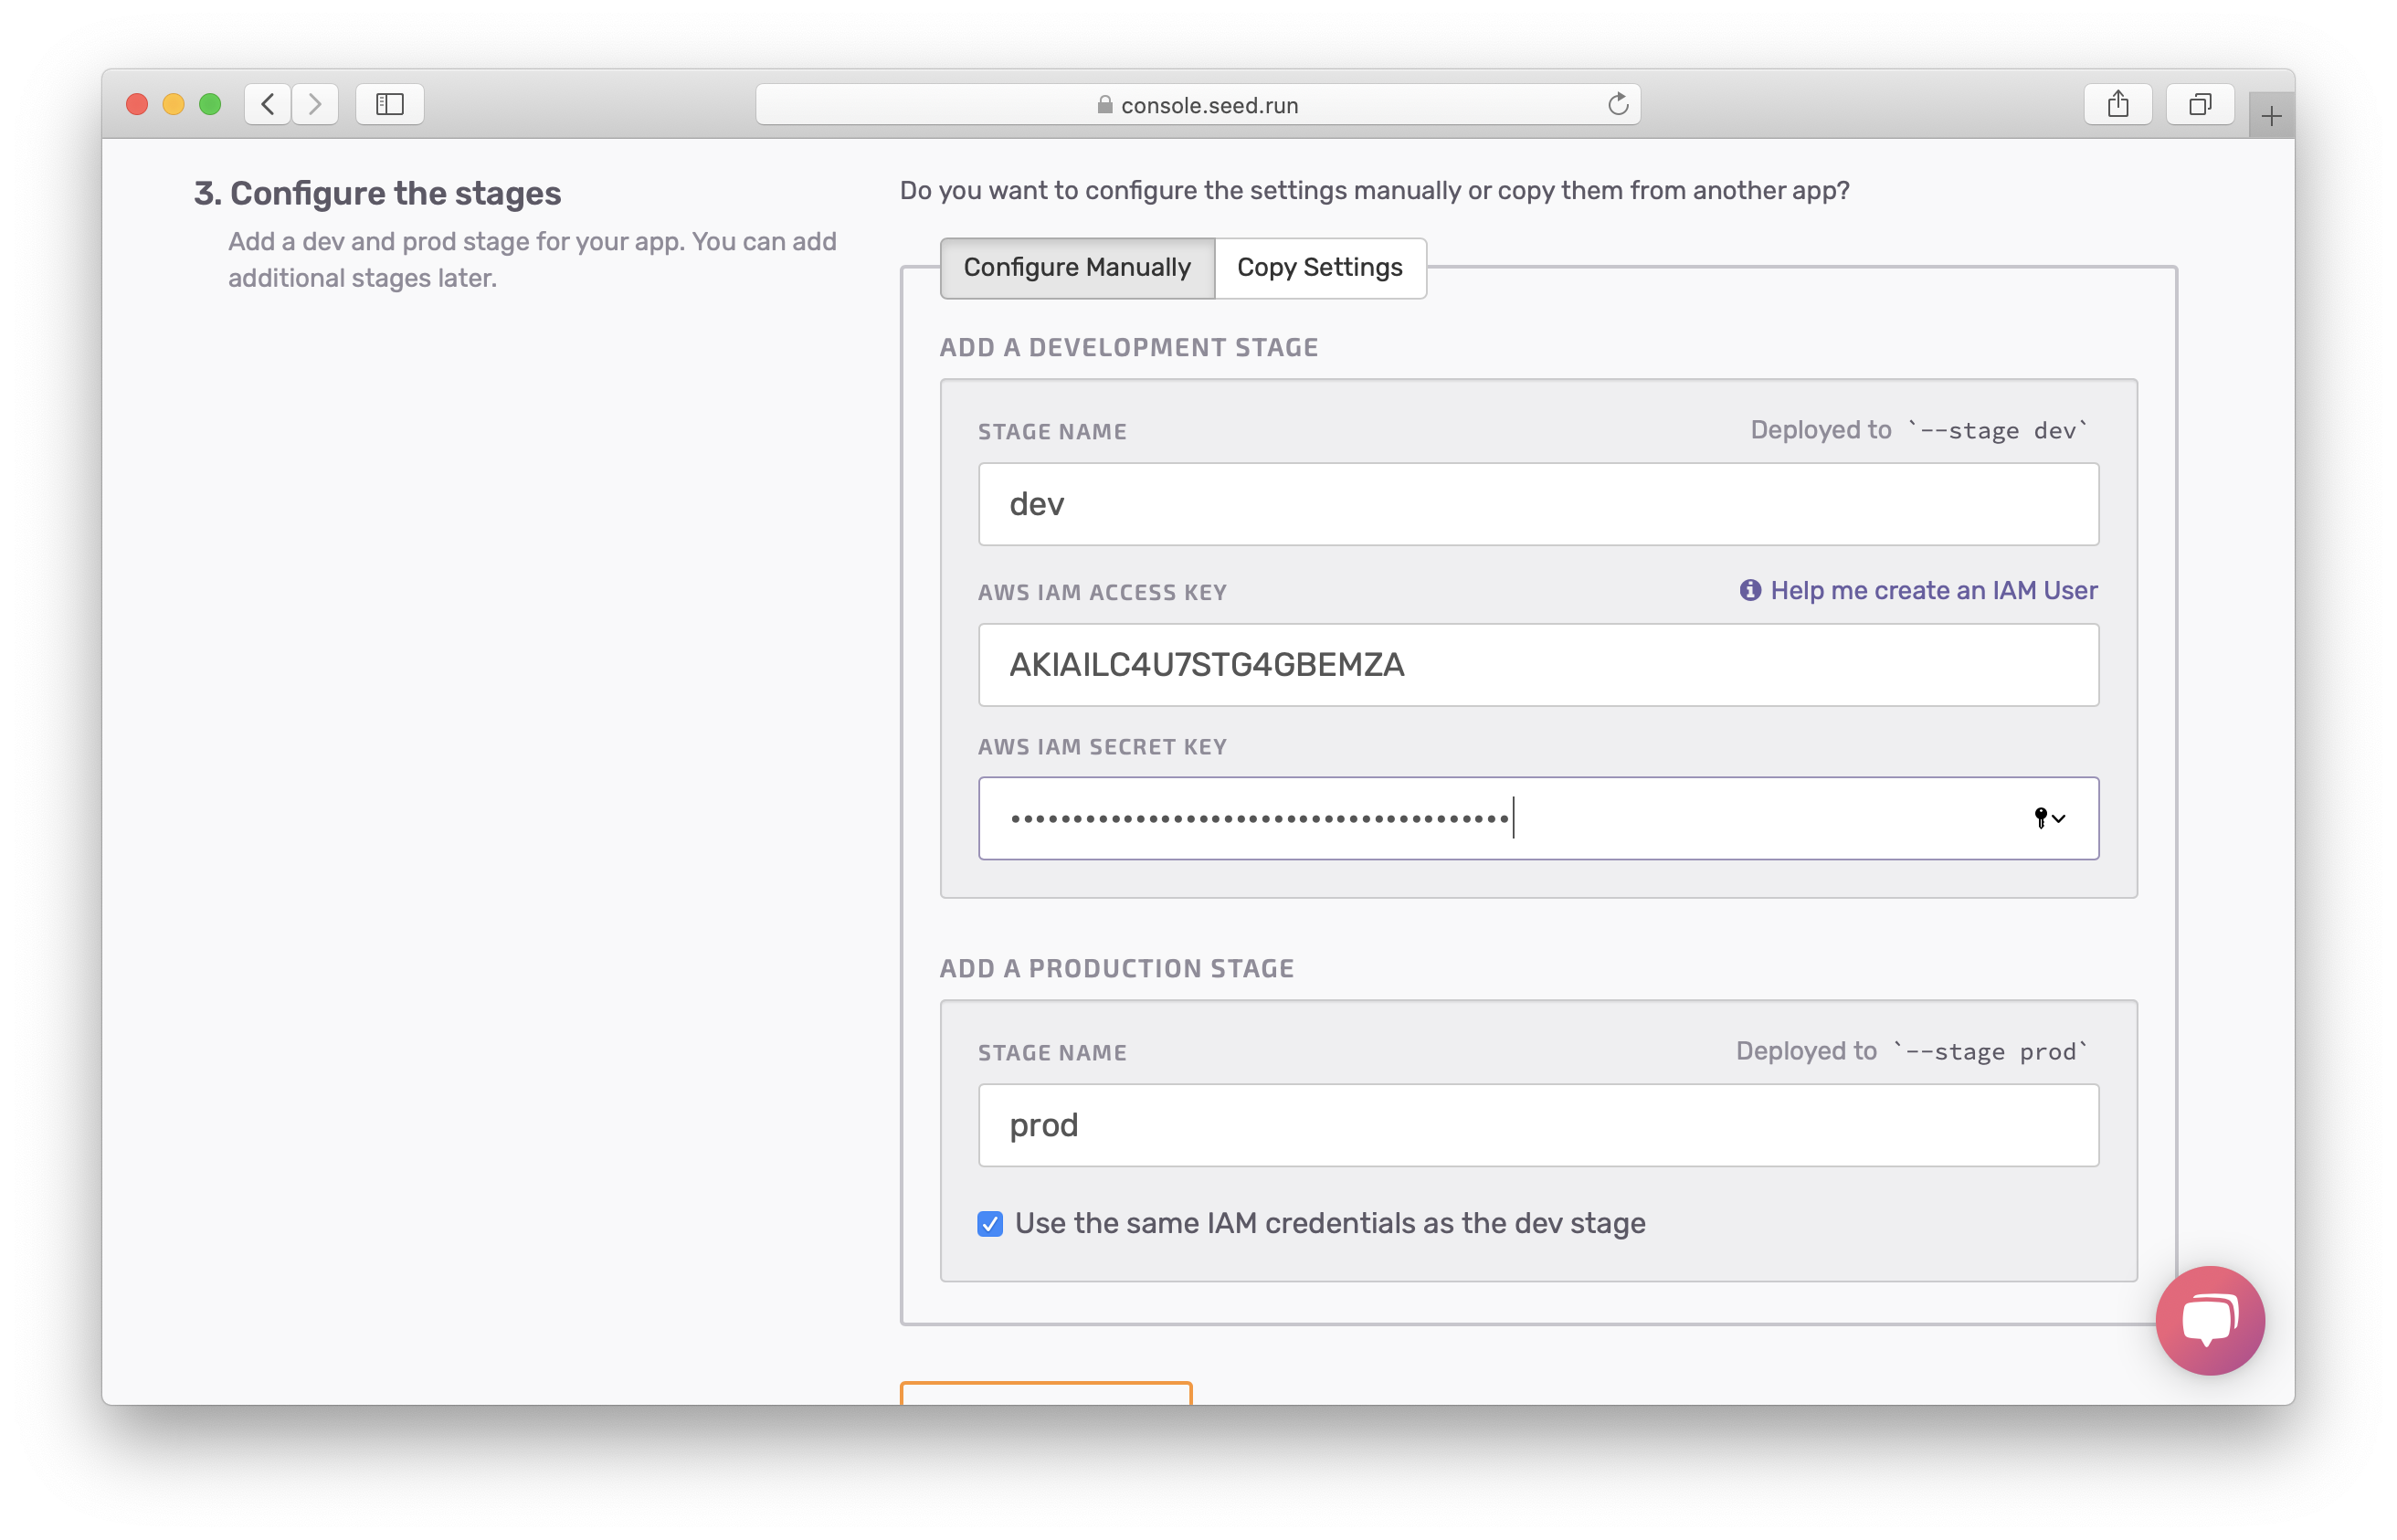 console.seed.run
3. Configure the stages
Add a dev and prod stage for your app. You can add
additional stages later.
Do you want to configure the settings manually or copy them from another app?
Configure Manually
Copy Settings
ADD A DEVELOPMENT STAGE
STAGE NAME
Deployed to `--stage dev`
dev
AWS IAM ACCESS KEY
Help me create an IAM User
AKIAILC4U7STG4GBEMZA
AWS IAM SECRET KEY
••••••••••••••••••••••••••••••••••••••••
ADD A PRODUCTION STAGE
STAGE NAME
Deployed to `--stage prod`
prod
Use the same IAM credentials as the dev stage